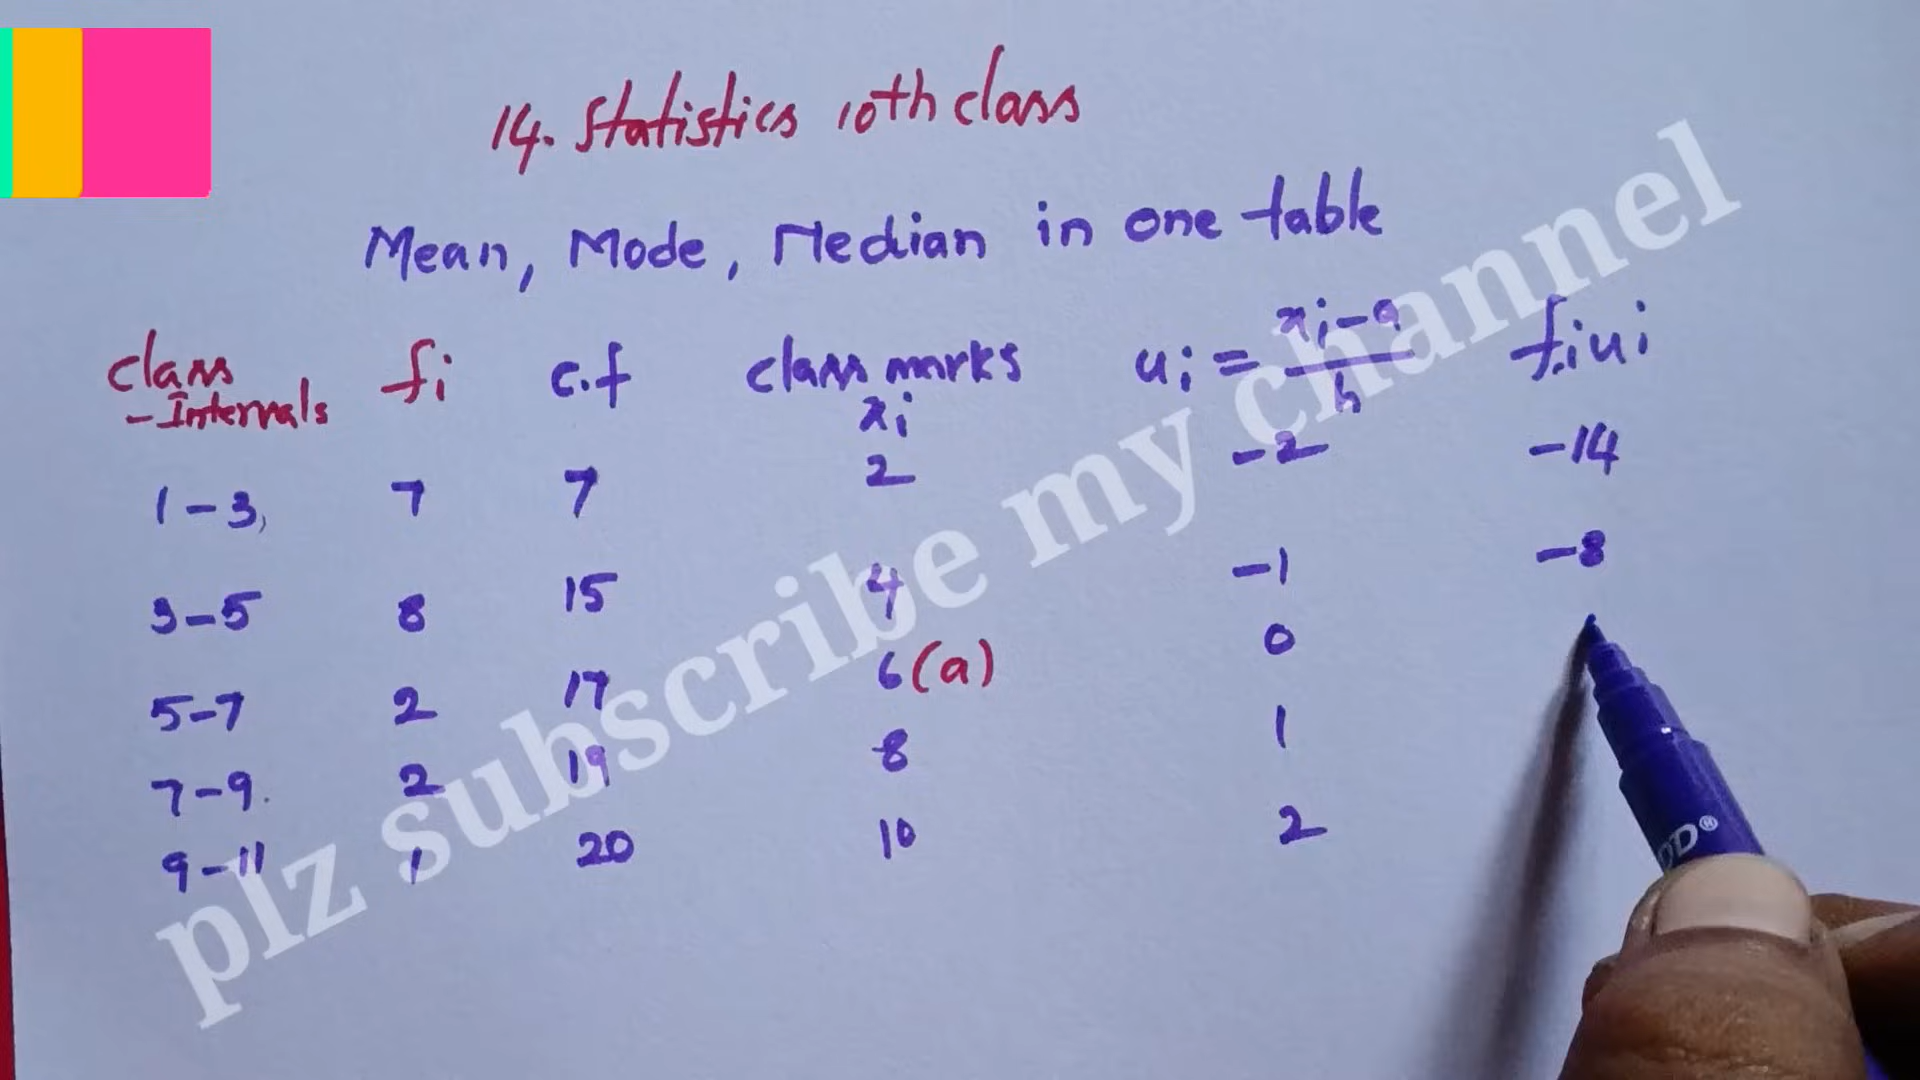 14. Statistics 10th class
Mean, Mode, Median in one table
class - Intervals fi c.f class mrks xi ui = xi-a/h fiui
1-3, 7 7 2 -2 -14
3-5 8 15 4 -1 -8
5-7 2 17 6(a) 0
7-9. 2 19 8 1
9-11 1 20 10 2
plz subscribe my channel